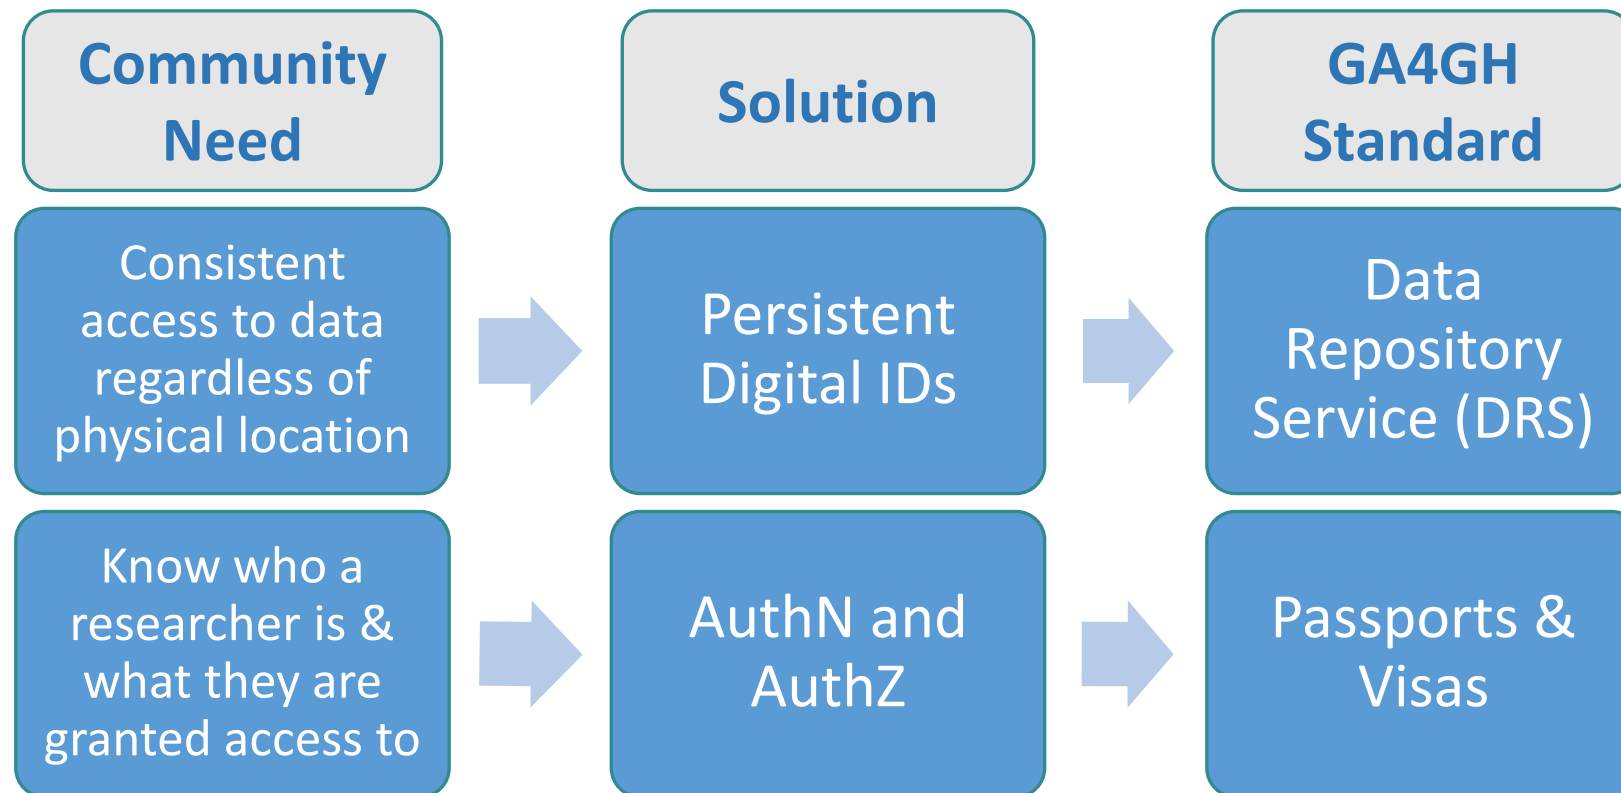 Community
Need
Solution
GA4GH
Standard
Consistent
access to data
regardless of
physical location
Persistent
Digital IDs
Data
Repository
Service (DRS)
Know who a
researcher is &
what they are
granted access to
AuthN and
AuthZ
Passports &
Visas